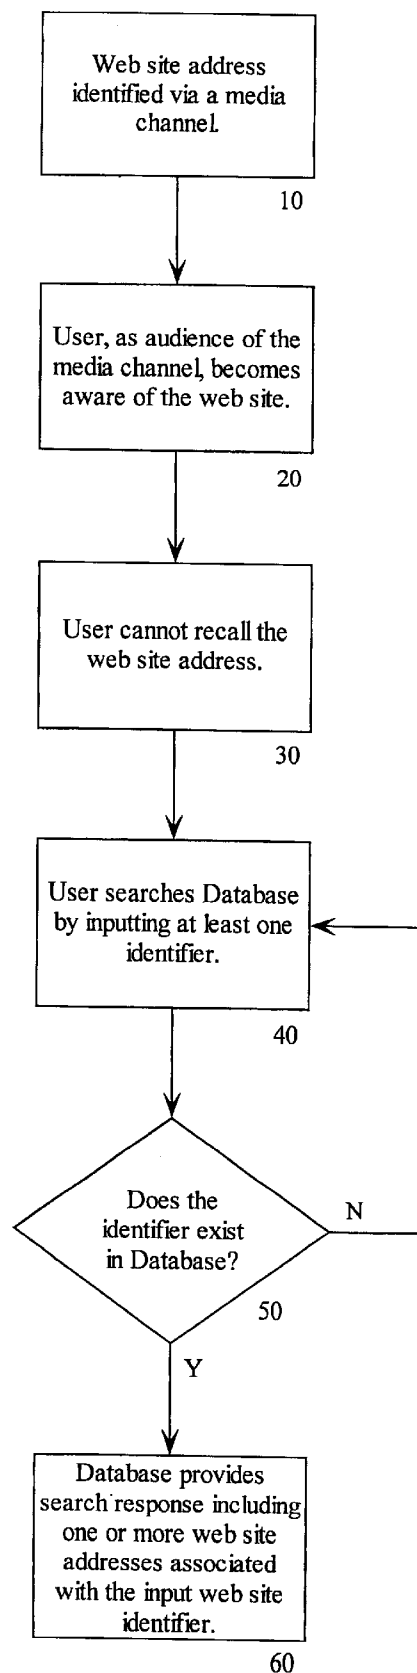 Web site address
identified via a media
channel.
10
User, as audience of the
media channel, becomes
aware of the web site.
20
User cannot recall the
web site address.
30
User searches Database
by inputting at least one
identifier.
40
Does the
identifier exist
in Database?
N
50
Y
Database provides
search response including
one or more web site
addresses associated
with the input web site
identifier.
60